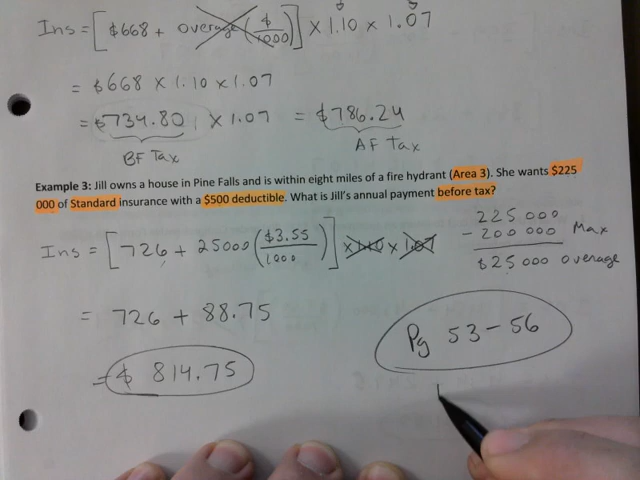 Ins = [ $668 + overage ( $ / 1000 ) ] × 1.10 × 1.07
= $668 × 1.10 × 1.07
= $734.80 × 1.07 = $786.24
BF Tax AF Tax
Example 3: Jill owns a house in Pine Falls and is within eight miles of a fire hydrant (Area 3). She wants $225
000 of Standard insurance with a $500 deductible. What is Jill's annual payment before tax?
225 000
- 200 000 Max
$25 000 overage
Ins = [ 726 + 25000 ( $3.55 / 1000 ) ] × 1.10 × 1.07
= 726 + 88.75
= $ 814.75
Pg 53-56